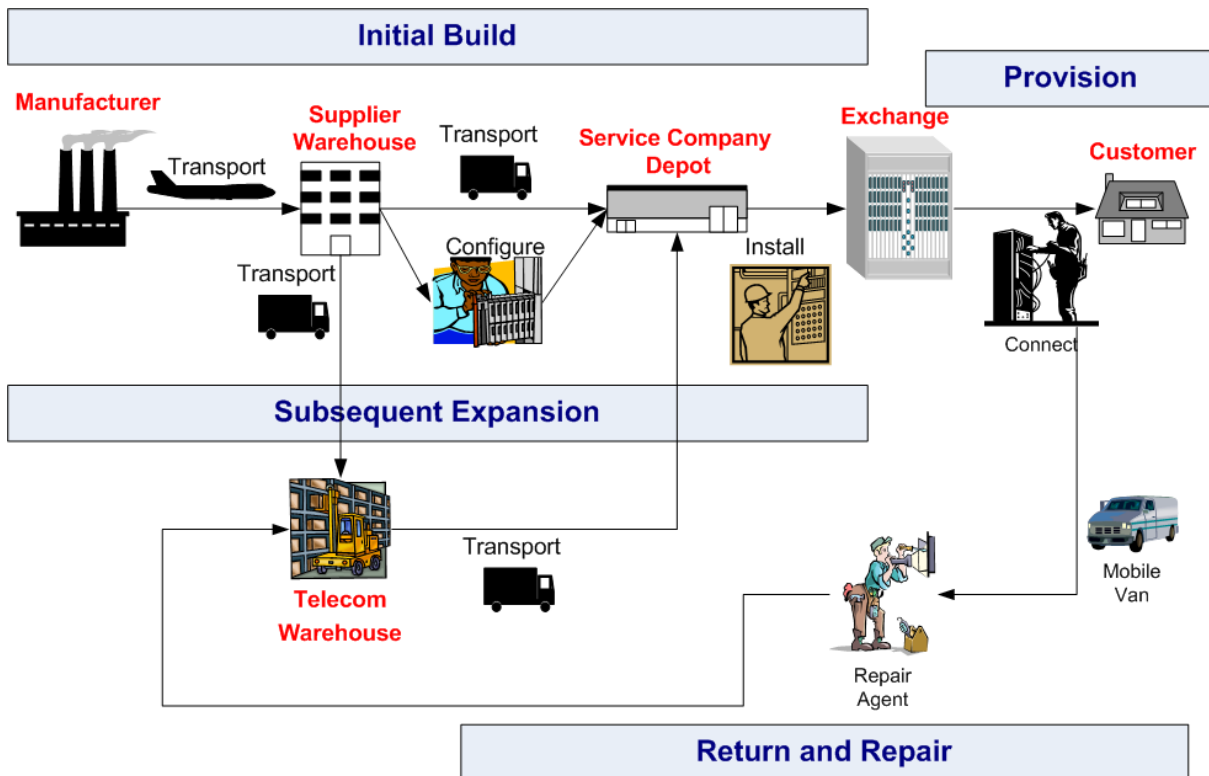 Initial Build
Provision
Manufacturer
Supplier
Warehouse
Transport
Service Company
Depot
Exchange
Customer
Transport
Configure
Install
Transport
Connect
Subsequent Expansion
Transport
Telecom
Warehouse
Mobile
Van
Repair
Agent
Return and Repair